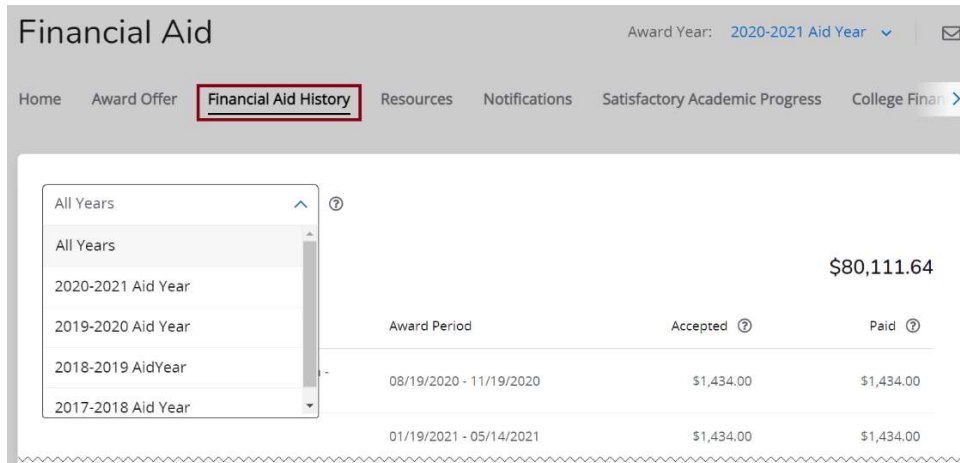 Financial Aid
Award Year: 2020-2021 Aid Year
Home Award Offer Financial Aid History Resources Notifications Satisfactory Academic Progress College Finan
All Years
All Years
2020-2021 Aid Year
2019-2020 Aid Year
2018-2019 AidYear
2017-2018 Aid Year
$80,111.64
Award Period Accepted Paid
08/19/2020 - 11/19/2020 $1,434.00 $1,434.00
01/19/2021 - 05/14/2021 $1,434.00 $1,434.00